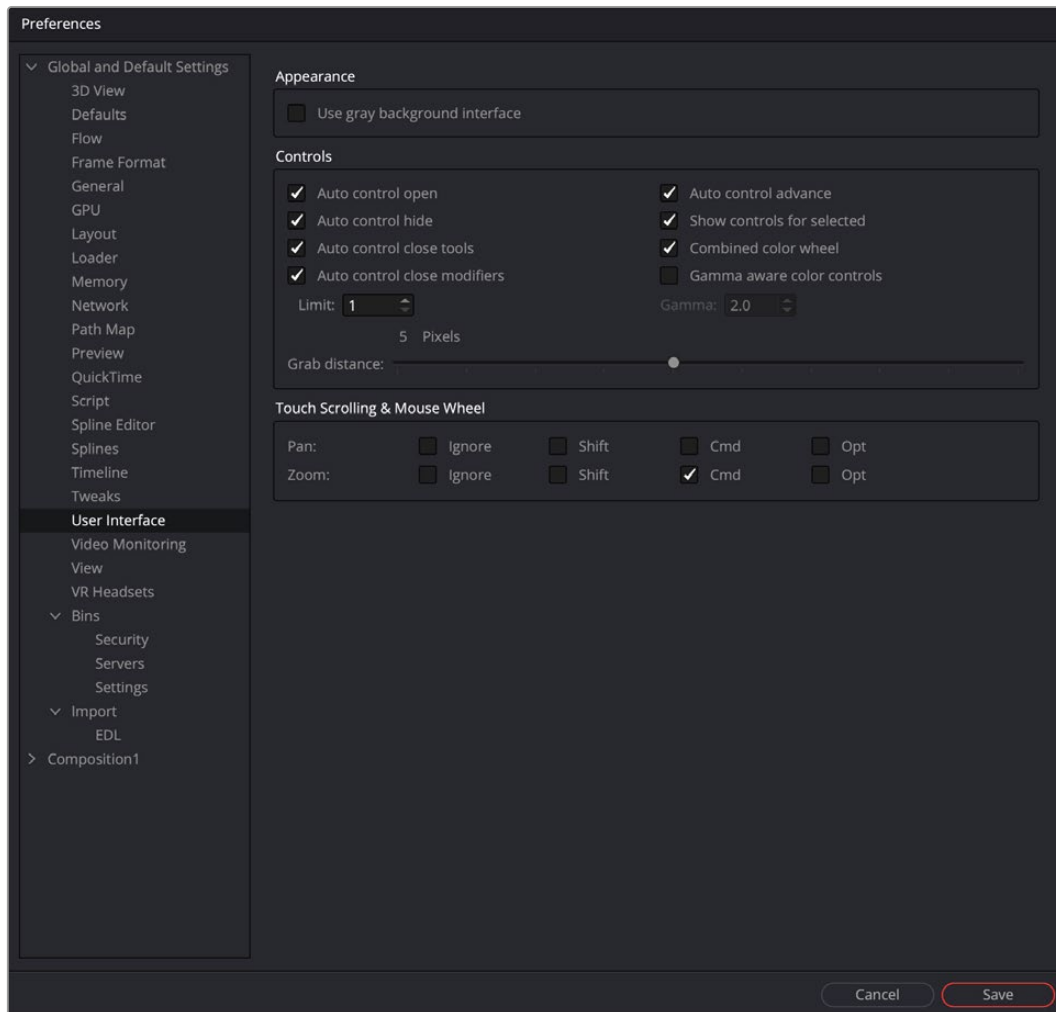 Preferences
Global and Default Settings
3D View
Defaults
Flow
Frame Format
General
GPU
Layout
Loader
Memory
Network
Path Map
Preview
QuickTime
Script
Spline Editor
Splines
Timeline
Tweaks
User Interface
Video Monitoring
View
VR Headsets
Bins
Security
Servers
Settings
Import
EDL
Composition1
Appearance
Use gray background interface
Controls
Auto control open Auto control advance
Auto control hide Show controls for selected
Auto control close tools Combined color wheel
Auto control close modifiers Gamma aware color controls
Limit: 1 Gamma: 2.0
5 Pixels
Grab distance:
Touch Scrolling & Mouse Wheel
Pan: Ignore Shift Cmd Opt
Zoom: Ignore Shift Cmd Opt
Cancel Save